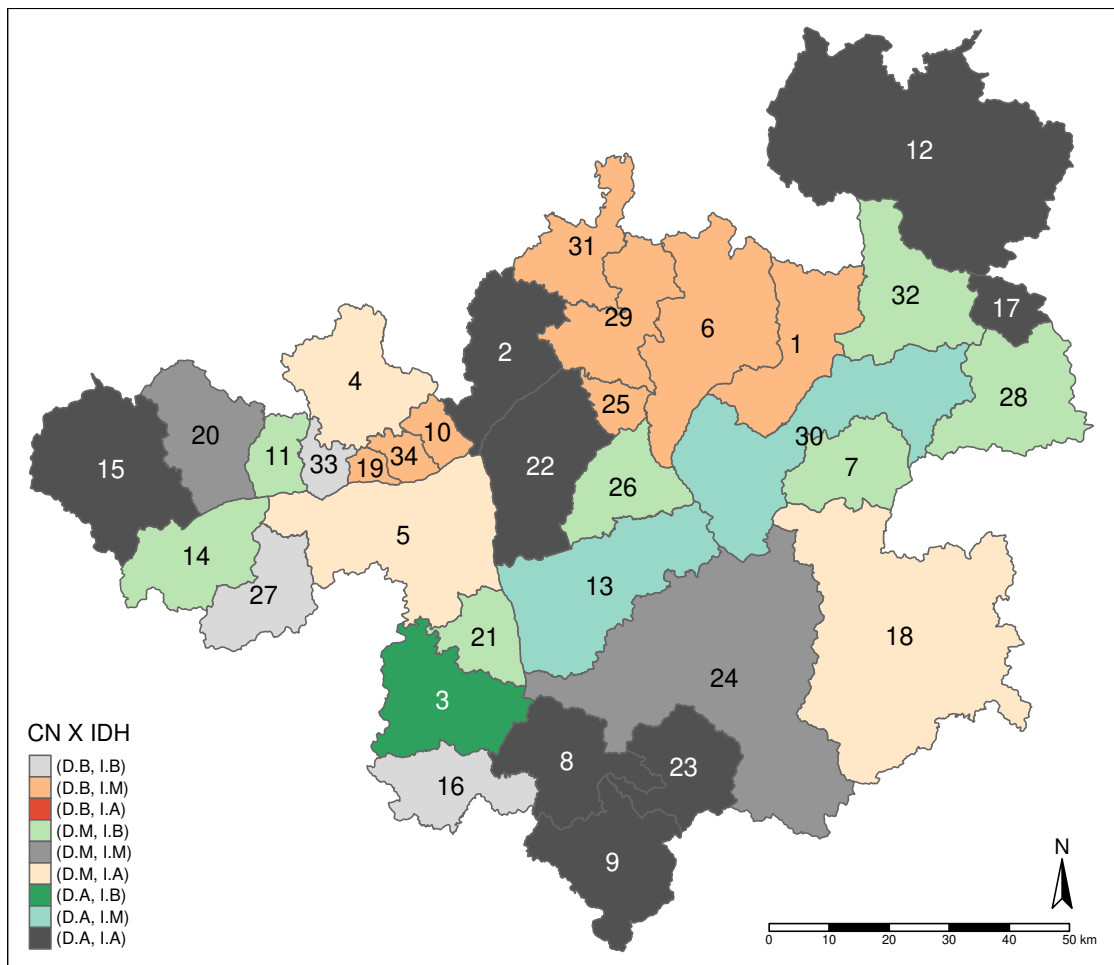 12
31
32
17
29
6
1
2
4
25
28
10
30
20
11
34
33
19
15
22
7
26
5
14
13
27
21
18
24
3
8
23
16
9
CN X IDH
(D.B, I.B)
(D.B, I.M)
(D.B, I.A)
(D.M, I.B)
(D.M, I.M)
(D.M, I.A)
(D.A, I.B)
(D.A, I.M)
(D.A, I.A)
N
0 10 20 30 40 50 km